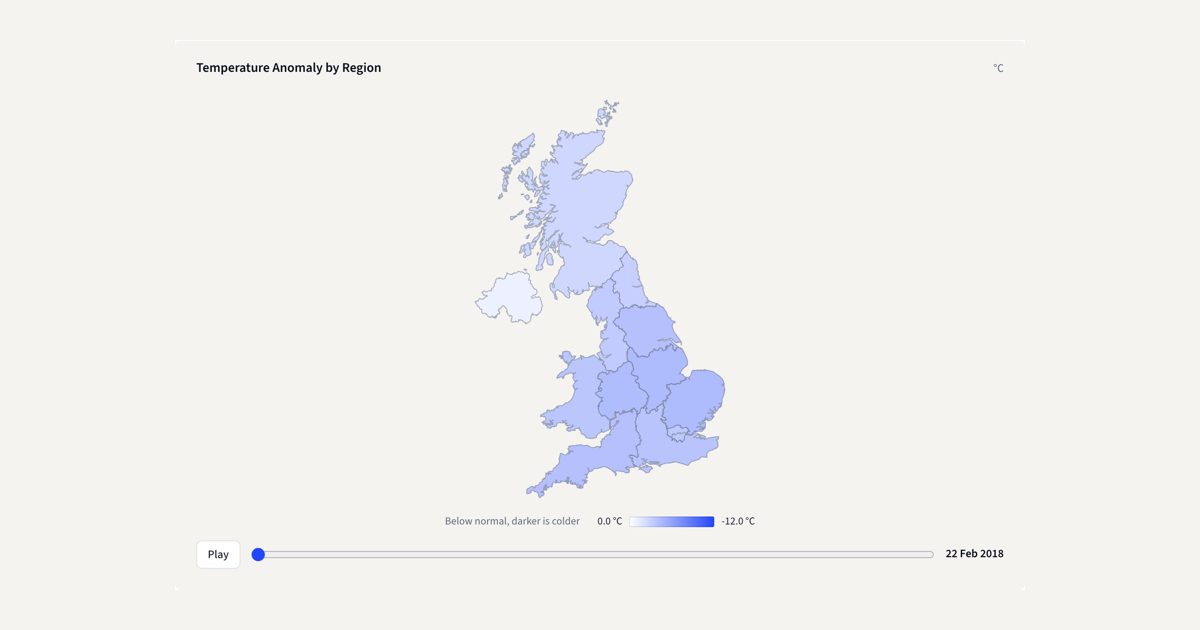 Temperature Anomaly by Region
°C
Below normal, darker is colder 0.0 °C -12.0 °C
Play 22 Feb 2018